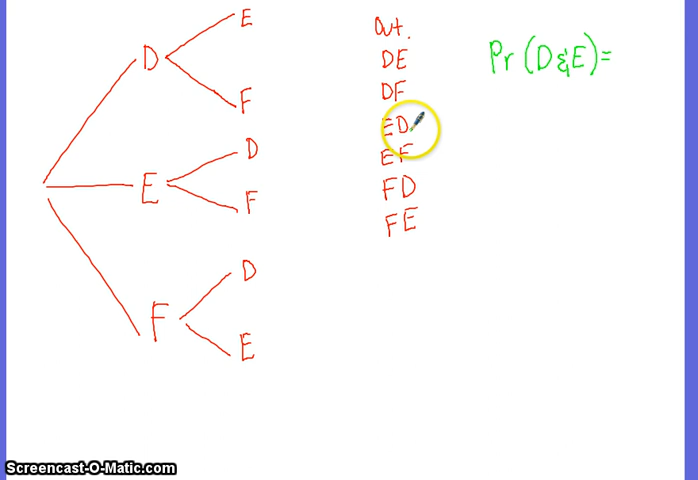 D
E
F
E
D
F
F
D
E
Out.
DE
DF
ED
EF
FD
FE
Pr (D & E) =
Screencast-O-Matic.com